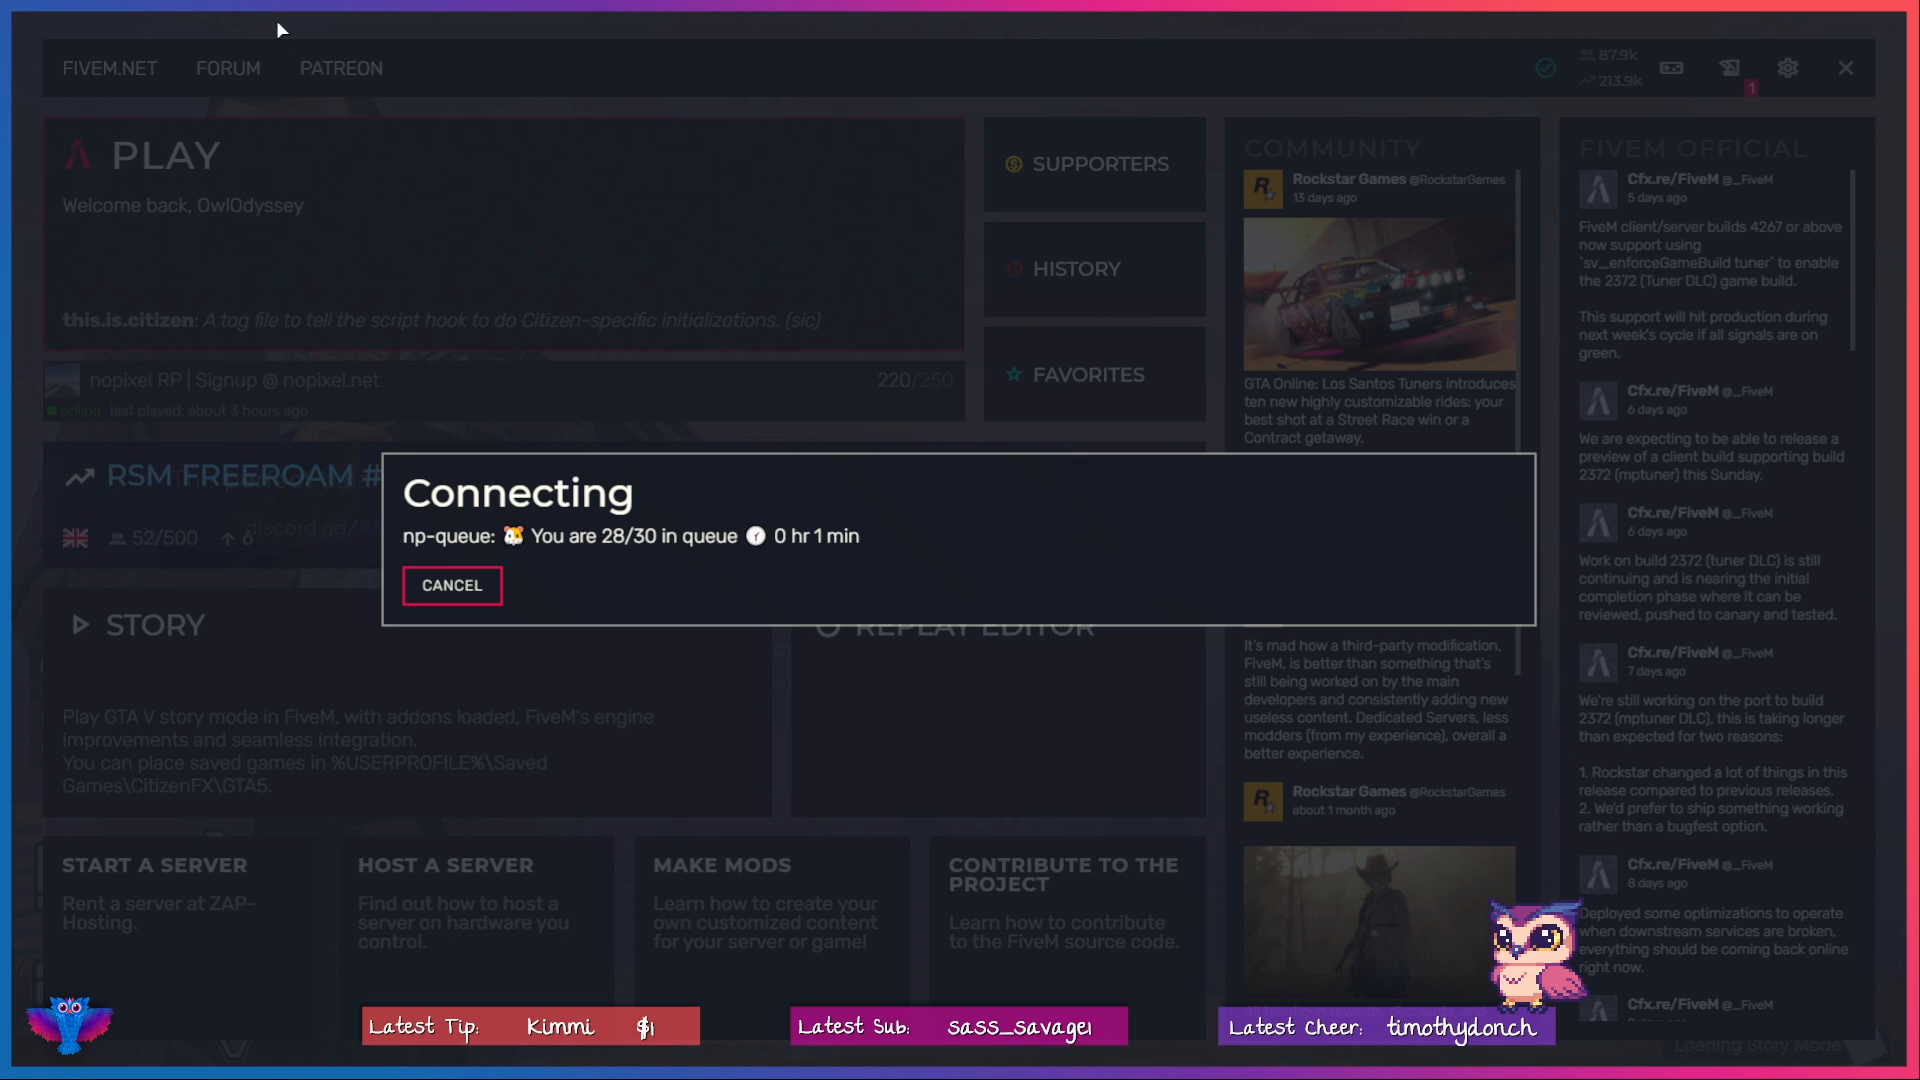 FIVEM.NET FORUM PATREON
87.9k
213.9k
1
PLAY
Welcome back, OwlOdyssey
this.is.citizen: A tag file to tell the script hook to do Citizen-specific initializations. (sic)
nopixel RP | Signup @ nopixel.net 220/250
online last played: about 3 hours ago
SUPPORTERS
HISTORY
FAVORITES
RSM FREEROAM #
discord.gg/
52/500 6
Connecting
np-queue: 🐹 You are 28/30 in queue 🕐 0 hr 1 min
CANCEL
STORY
Play GTA V story mode in FiveM, with addons loaded, FiveM's engine
improvements and seamless integration.
You can place saved games in %USERPROFILE%\Saved
Games\CitizenFX\GTA5.
REPLAY EDITOR
START A SERVER
Rent a server at ZAP-
Hosting.
HOST A SERVER
Find out how to host a
server on hardware you
control.
MAKE MODS
Learn how to create your
own customized content
for your server or game!
CONTRIBUTE TO THE
PROJECT
Learn how to contribute
to the FiveM source code.
COMMUNITY
Rockstar Games @RockstarGames
13 days ago
GTA Online: Los Santos Tuners introduces
ten new highly customizable rides: your
best shot at a Street Race win or a
Contract getaway.
It's mad how a third-party modification,
FiveM, is better than something that's
still being worked on by the main
developers and consistently adding new
useless content. Dedicated Servers, less
modders (from my experience), overall a
better experience.
Rockstar Games @RockstarGames
about 1 month ago
FIVEM OFFICIAL
Cfx.re/FiveM @_FiveM
5 days ago
FiveM client/server builds 4267 or above
now support using
`sv_enforceGameBuild tuner` to enable
the 2372 (Tuner DLC) game build.
This support will hit production during
next week's cycle if all signals are on
green.
Cfx.re/FiveM @_FiveM
6 days ago
We are expecting to be able to release a
preview of a client build supporting build
2372 (mptuner) this Sunday.
Cfx.re/FiveM @_FiveM
6 days ago
Work on build 2372 (tuner DLC) is still
continuing and is nearing the initial
completion phase where it can be
reviewed, pushed to canary and tested.
Cfx.re/FiveM @_FiveM
7 days ago
We're still working on the port to build
2372 (mptuner DLC), this is taking longer
than expected for two reasons:
1. Rockstar changed a lot of things in this
release compared to previous releases.
2. We'd prefer to ship something working
rather than a bugfest option.
Cfx.re/FiveM @_FiveM
8 days ago
Deployed some optimizations to operate
when downstream services are broken,
everything should be coming back online
right now.
Cfx.re/FiveM @_FiveM
Loading Story Mode
Latest Tip: Kimmi $1
Latest Sub: sass_savage1
Latest Cheer: timothydonch